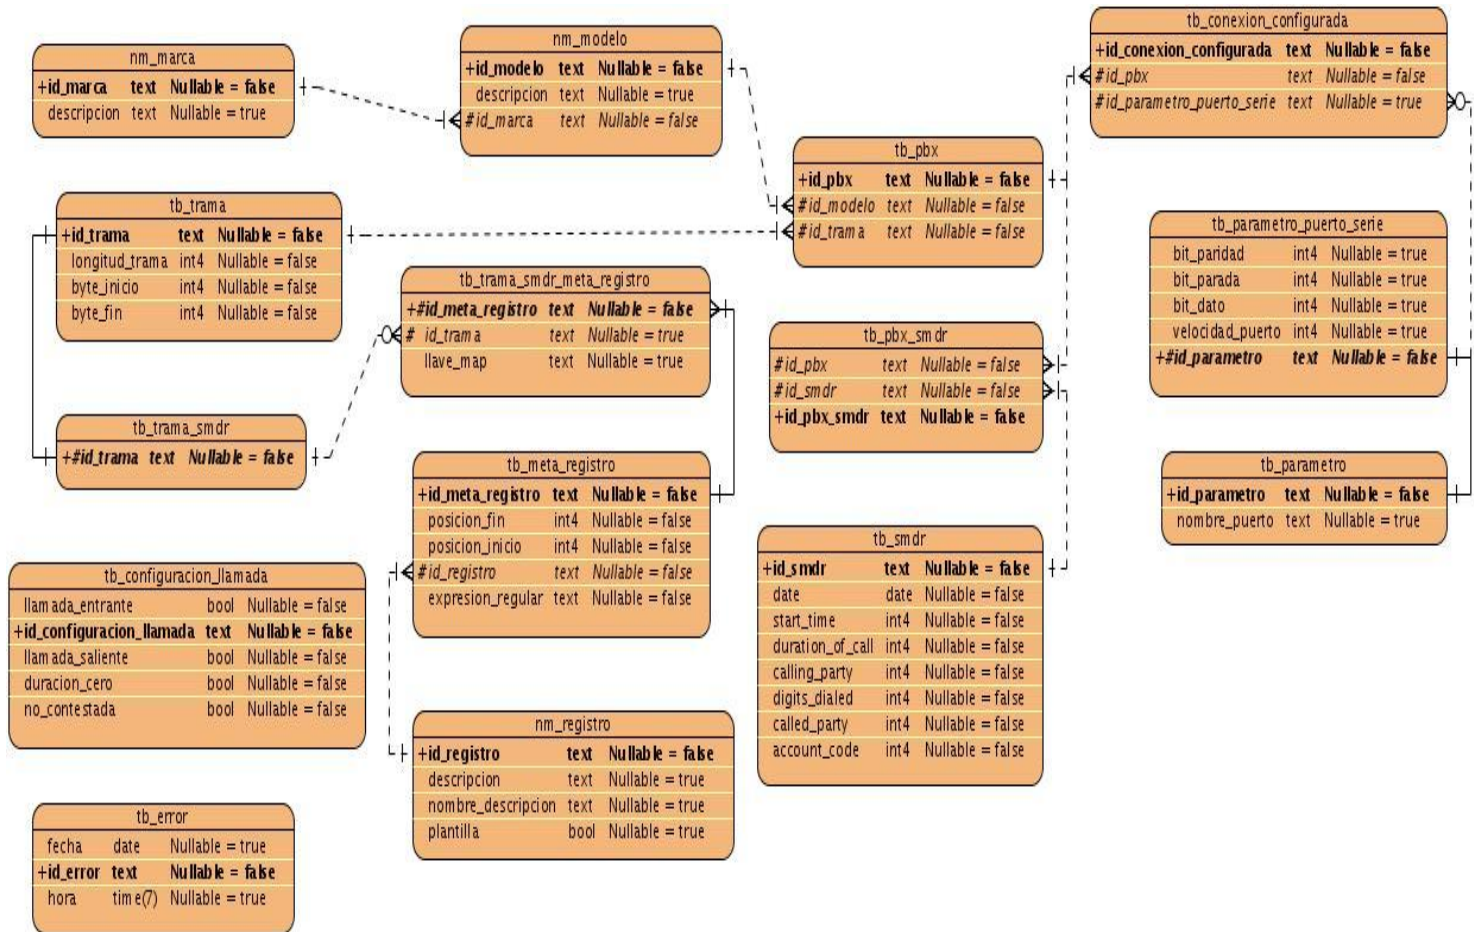 nm_marca
+id_marca text Nullable = false
descripcion text Nullable = true
nm_modelo
+id_modelo text Nullable = false
descripcion text Nullable = true
#id_marca text Nullable = false
tb_conexion_configurada
+id_conexion_configurada text Nullable = false
#id_pbx text Nullable = false
#id_parametro_puerto_serie text Nullable = true
tb_pbx
+id_pbx text Nullable = false
#id_modelo text Nullable = false
#id_trama text Nullable = false
tb_trama
+id_trama text Nullable = false
longitud_trama int4 Nullable = false
byte_inicio int4 Nullable = false
byte_fin int4 Nullable = false
tb_parametro_puerto_serie
bit_paridad int4 Nullable = true
bit_parada int4 Nullable = true
bit_dato int4 Nullable = true
velocidad_puerto int4 Nullable = true
+#id_parametro text Nullable = false
tb_trama_smdr_meta_registro
+#id_meta_registro text Nullable = false
# id_trama text Nullable = true
llave_map text Nullable = true
tb_pbx_smdr
#id_pbx text Nullable = false
#id_smdr text Nullable = false
+id_pbx_smdr text Nullable = false
tb_trama_smdr
+#id_trama text Nullable = false
tb_meta_registro
+id_meta_registro text Nullable = false
posicion_fin int4 Nullable = false
posicion_inicio int4 Nullable = false
#id_registro text Nullable = false
expresion_regular text Nullable = false
tb_parametro
+id_parametro text Nullable = false
nombre_puerto text Nullable = true
tb_smdr
+id_smdr text Nullable = false
date date Nullable = false
start_time int4 Nullable = false
duration_of_call int4 Nullable = false
calling_party int4 Nullable = false
digits_dialed int4 Nullable = false
called_party int4 Nullable = false
account_code int4 Nullable = false
tb_configuracion_llamada
llamada_entrante bool Nullable = false
+id_configuracion_llamada text Nullable = false
llamada_saliente bool Nullable = false
duracion_cero bool Nullable = false
no_contestada bool Nullable = false
nm_registro
+id_registro text Nullable = false
descripcion text Nullable = true
nombre_descripcion text Nullable = true
plantilla bool Nullable = true
tb_error
fecha date Nullable = true
+id_error text Nullable = false
hora time(7) Nullable = true